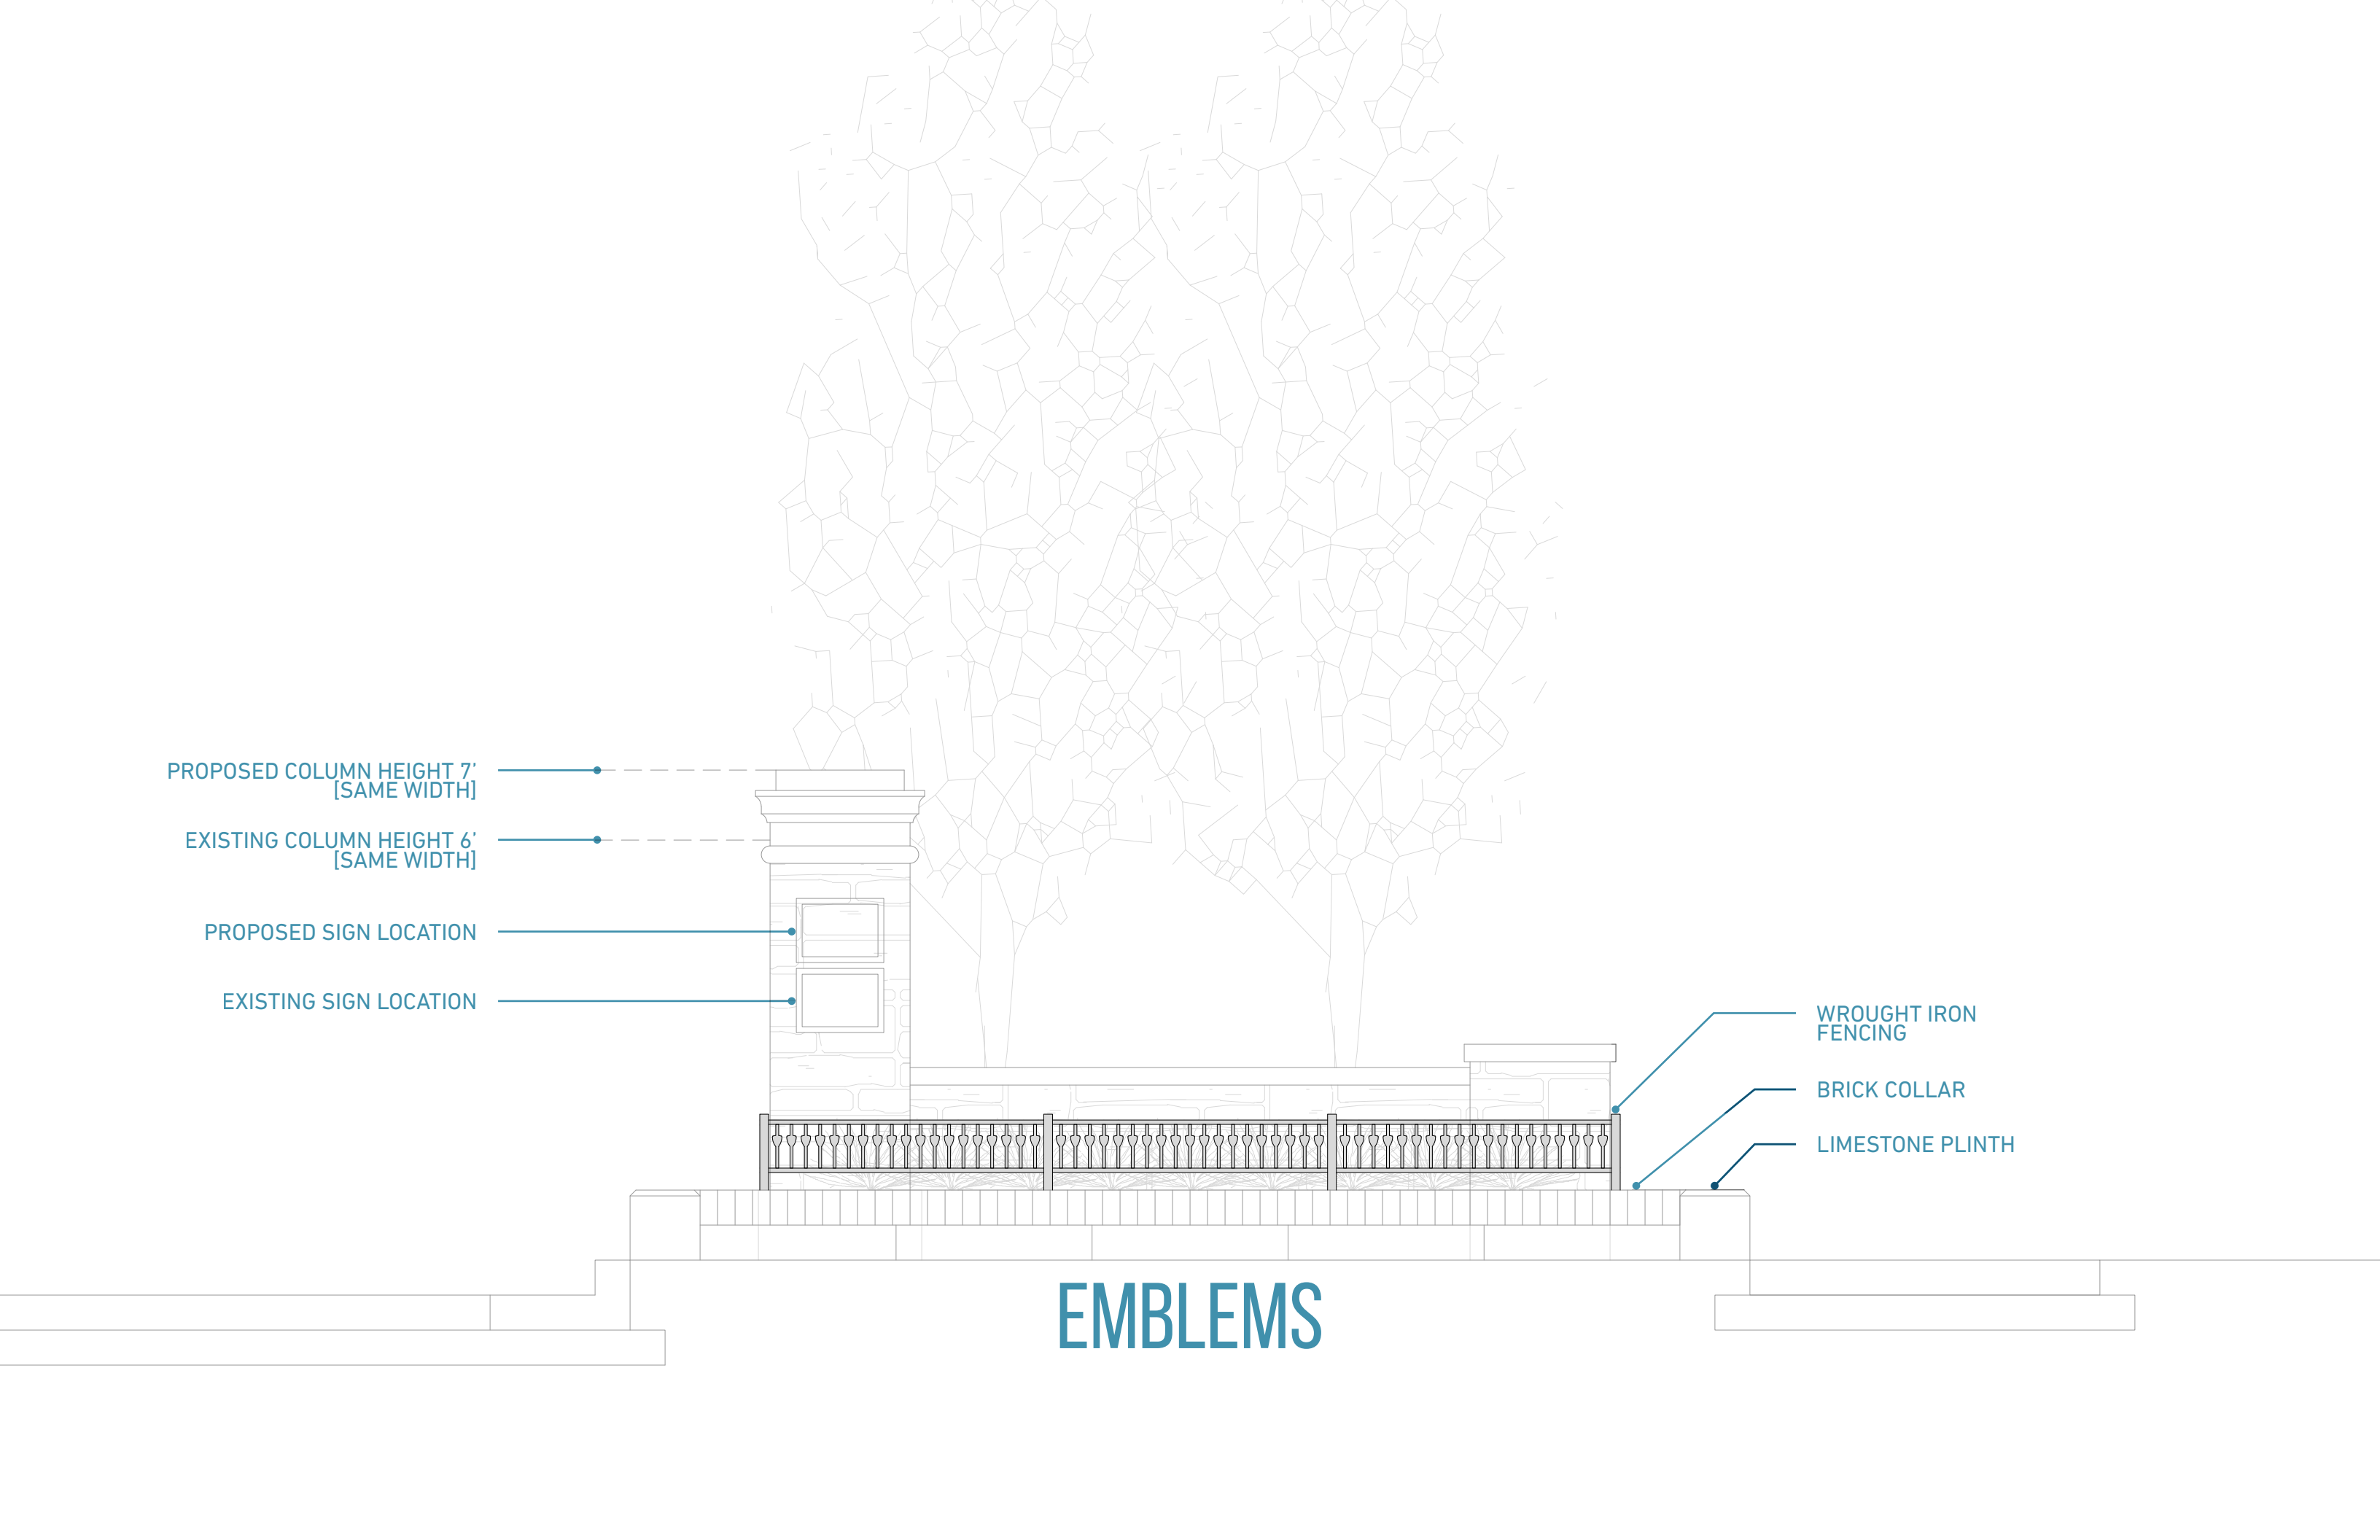 PROPOSED COLUMN HEIGHT 7'
[SAME WIDTH]
EXISTING COLUMN HEIGHT 6'
[SAME WIDTH]
PROPOSED SIGN LOCATION
EXISTING SIGN LOCATION
WROUGHT IRON
FENCING
BRICK COLLAR
LIMESTONE PLINTH
EMBLEMS